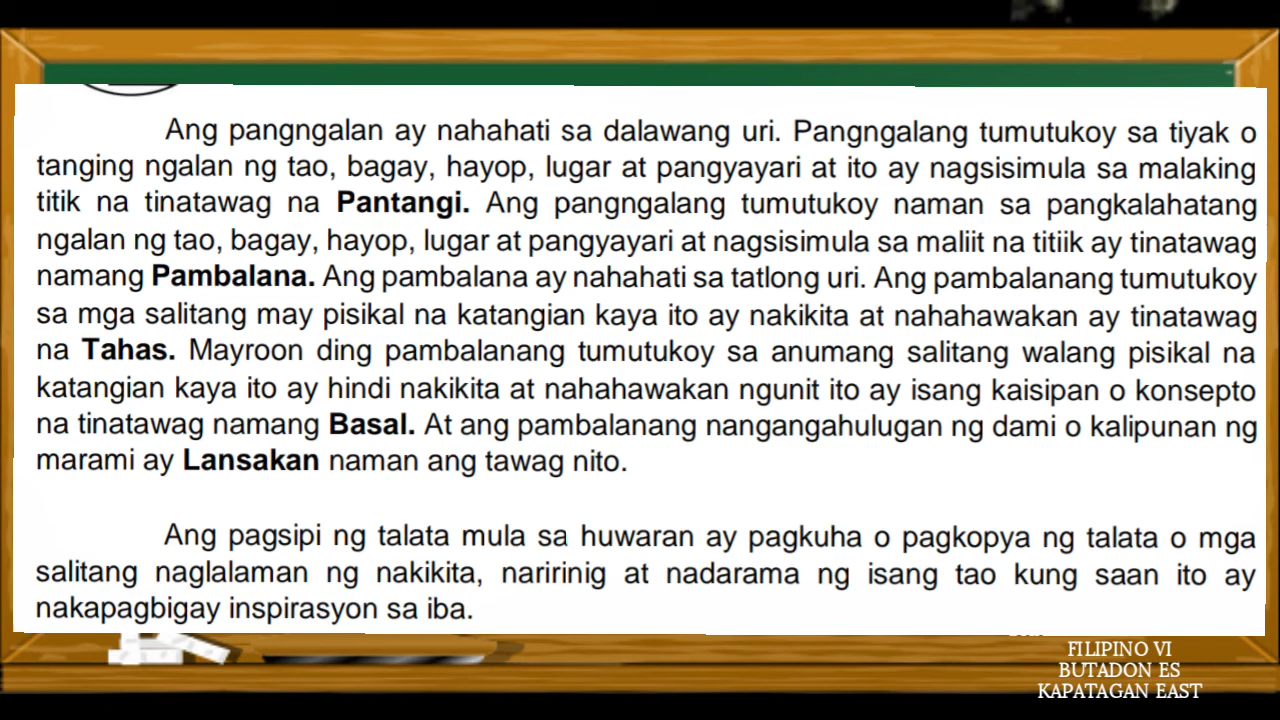 Ang pangngalan ay nahahati sa dalawang uri. Pangngalang tumutukoy sa tiyak o
tanging ngalan ng tao, bagay, hayop, lugar at pangyayari at ito ay nagsisimula sa malaking
titik na tinatawag na Pantangi. Ang pangngalang tumutukoy naman sa pangkalahatang
ngalan ng tao, bagay, hayop, lugar at pangyayari at nagsisimula sa maliit na titiik ay tinatawag
namang Pambalana. Ang pambalana ay nahahati sa tatlong uri. Ang pambalanang tumutukoy
sa mga salitang may pisikal na katangian kaya ito ay nakikita at nahahawakan ay tinatawag
na Tahas. Mayroon ding pambalanang tumutukoy sa anumang salitang walang pisikal na
katangian kaya ito ay hindi nakikita at nahahawakan ngunit ito ay isang kaisipan o konsepto
na tinatawag namang Basal. At ang pambalanang nangangahulugan ng dami o kalipunan ng
marami ay Lansakan naman ang tawag nito.
Ang pagsipi ng talata mula sa huwaran ay pagkuha o pagkopya ng talata o mga
salitang naglalaman ng nakikita, naririnig at nadarama ng isang tao kung saan ito ay
nakapagbigay inspirasyon sa iba.
FILIPINO VI
BUTADON ES
KAPATAGAN EAST